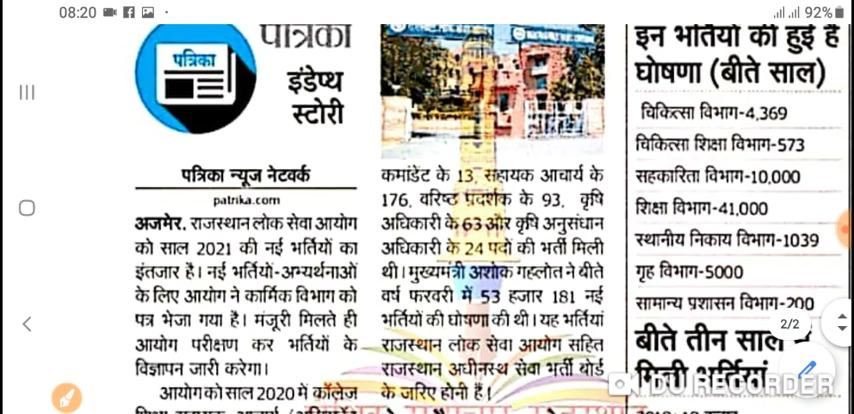 08:20
92%
पत्रिका
पत्रिका
इंडेप्थ
स्टोरी
पत्रिका न्यूज नेटवर्क
patrika.com
अजमेर. राजस्थान लोक सेवा आयोग
को साल 2021 की नई भर्तियों का
इंतजार है। नई भर्तियों-अभ्यर्थनाओं
के लिए आयोग ने कार्मिक विभाग को
पत्र भेजा गया है। मंजूरी मिलते ही
आयोग परीक्षण कर भर्तियों के
विज्ञापन जारी करेगा।
आयोग को साल 2020 में कॉलेज
कमांडेंट के 13, सहायक आचार्य के
176, वरिष्ठ प्रदर्शक के 93, कृषि
अधिकारी के 63 और कृषि अनुसंधान
अधिकारी के 24 पदों की भर्ती मिली
थी। मुख्यमंत्री अशोक गहलोत ने बीते
वर्ष फरवरी में 53 हजार 181 नई
भर्तियों की घोषणा की थी। यह भर्तियां
राजस्थान लोक सेवा आयोग सहित
राजस्थान अधीनस्थ सेवा भर्ती बोर्ड
के जरिए होनी हैं।
इन भर्तियों की हुई है
घोषणा (बीते साल)
चिकित्सा विभाग-4,369
चिकित्सा शिक्षा विभाग-573
सहकारिता विभाग-10,000
शिक्षा विभाग-41,000
स्थानीय निकाय विभाग-1039
गृह विभाग-5000
सामान्य प्रशासन विभाग-200
2/2
बीते तीन साल
मिली भर्तियां
DU RECORDER